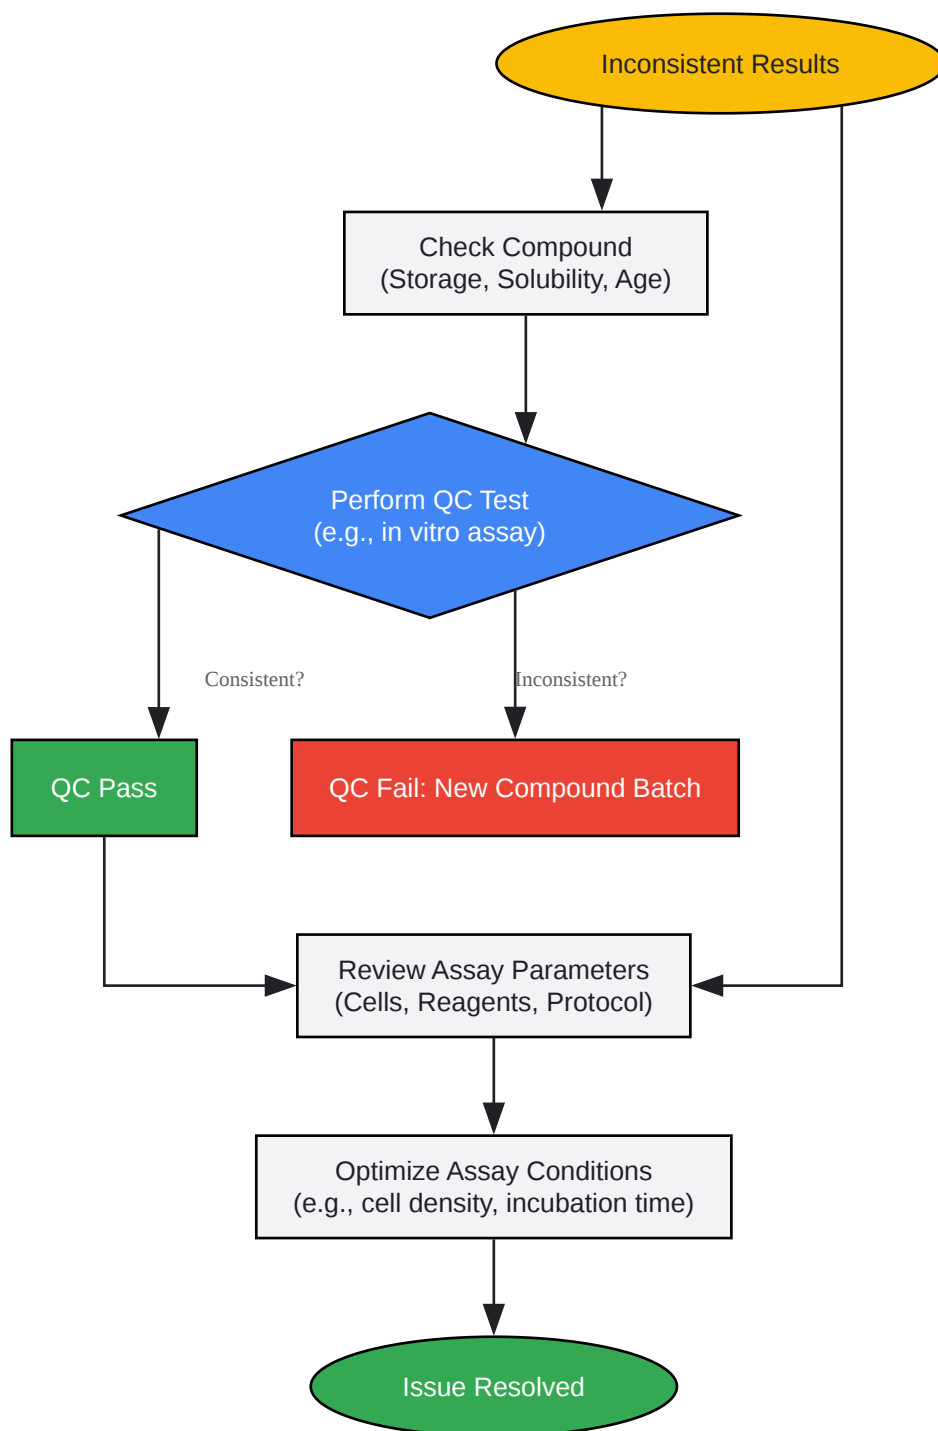 Inconsistent Results
Check Compound
(Storage, Solubility, Age)
Perform QC Test
(e.g., in vitro assay)
Consistent?
Inconsistent?
QC Pass
QC Fail: New Compound Batch
Review Assay Parameters
(Cells, Reagents, Protocol)
Optimize Assay Conditions
(e.g., cell density, incubation time)
Issue Resolved